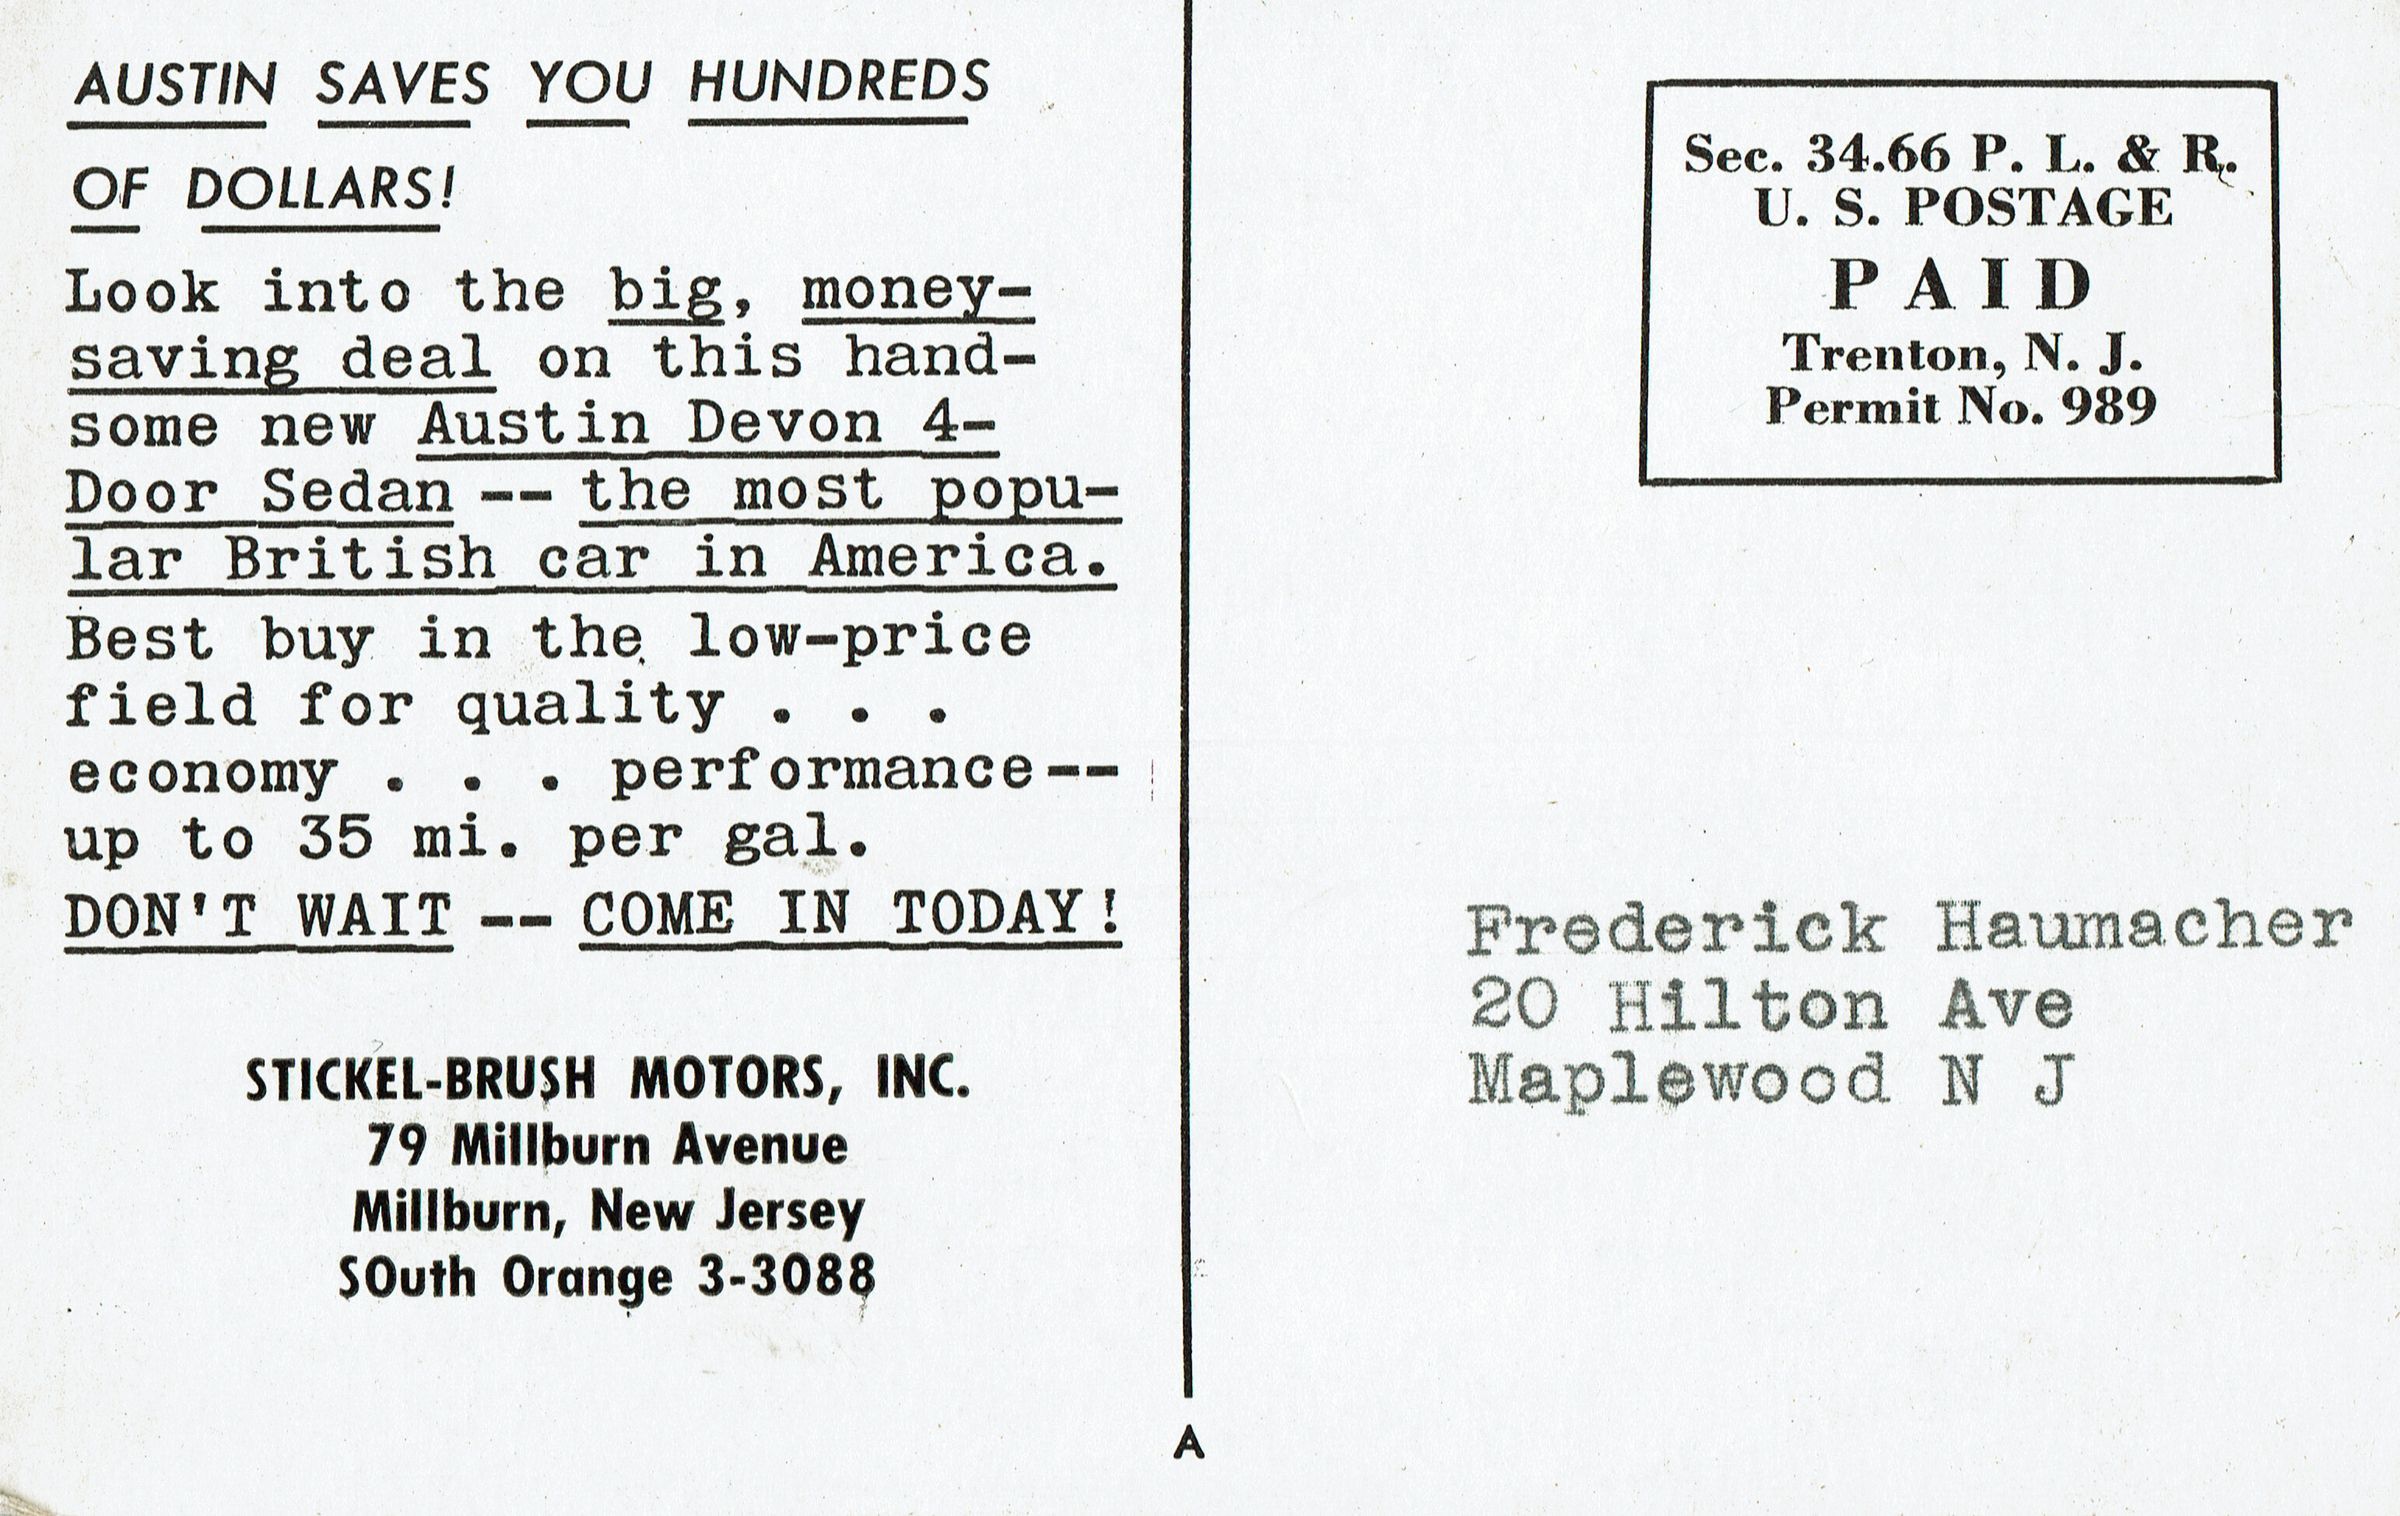 AUSTIN SAVES YOU HUNDREDS
OF DOLLARS!
Look into the big, money-
saving deal on this hand-
some new Austin Devon 4-
Door Sedan -- the most popu-
lar British car in America.
Best buy in the low-price
field for quality . . .
economy . . . performance--
up to 35 mi. per gal.
DON'T WAIT -- COME IN TODAY!
STICKEL-BRUSH MOTORS, INC.
79 Millburn Avenue
Millburn, New Jersey
SOuth Orange 3-3088
A
Sec. 34.66 P. L. & R.
U. S. POSTAGE
PAID
Trenton, N. J.
Permit No. 989
Frederick Haumacher
20 Hilton Ave
Maplewood N J